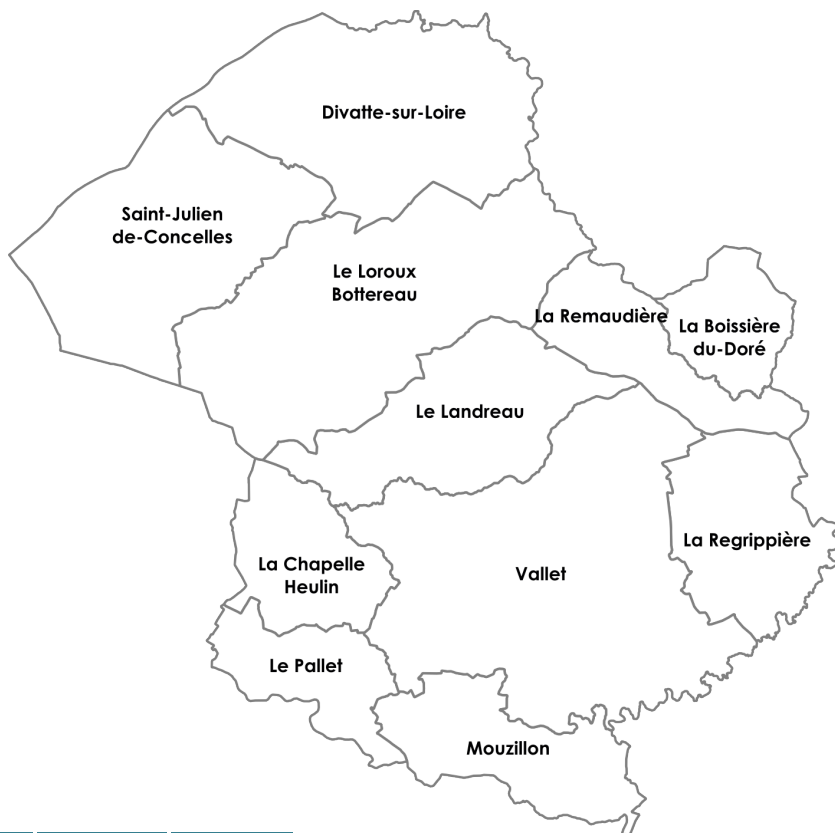 Divatte-sur-Loire
Saint-Julien
de-Concelles
Le Loroux
Bottereau
La Remaudière
La Boissière
du-Doré
Le Landreau
La Regrippière
La Chapelle
Heulin
Vallet
Le Pallet
Mouzillon